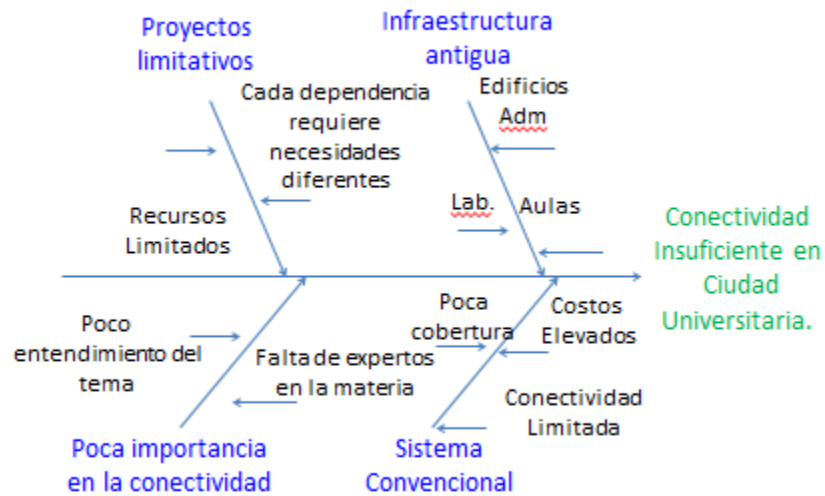 Proyectos
limitativos
Infraestructura
antigua
Cada dependencia
requiere
necesidades
diferentes
Edificios
Adm
Recursos
Limitados
Lab.
Aulas
Conectividad
Insuficiente en
Ciudad
Universitaria.
Poco
entendimiento del
tema
Falta de expertos
en la materia
Poca
cobertura
Costos
Elevados
Conectividad
Limitada
Poca importancia
en la conectividad
Sistema
Convencional